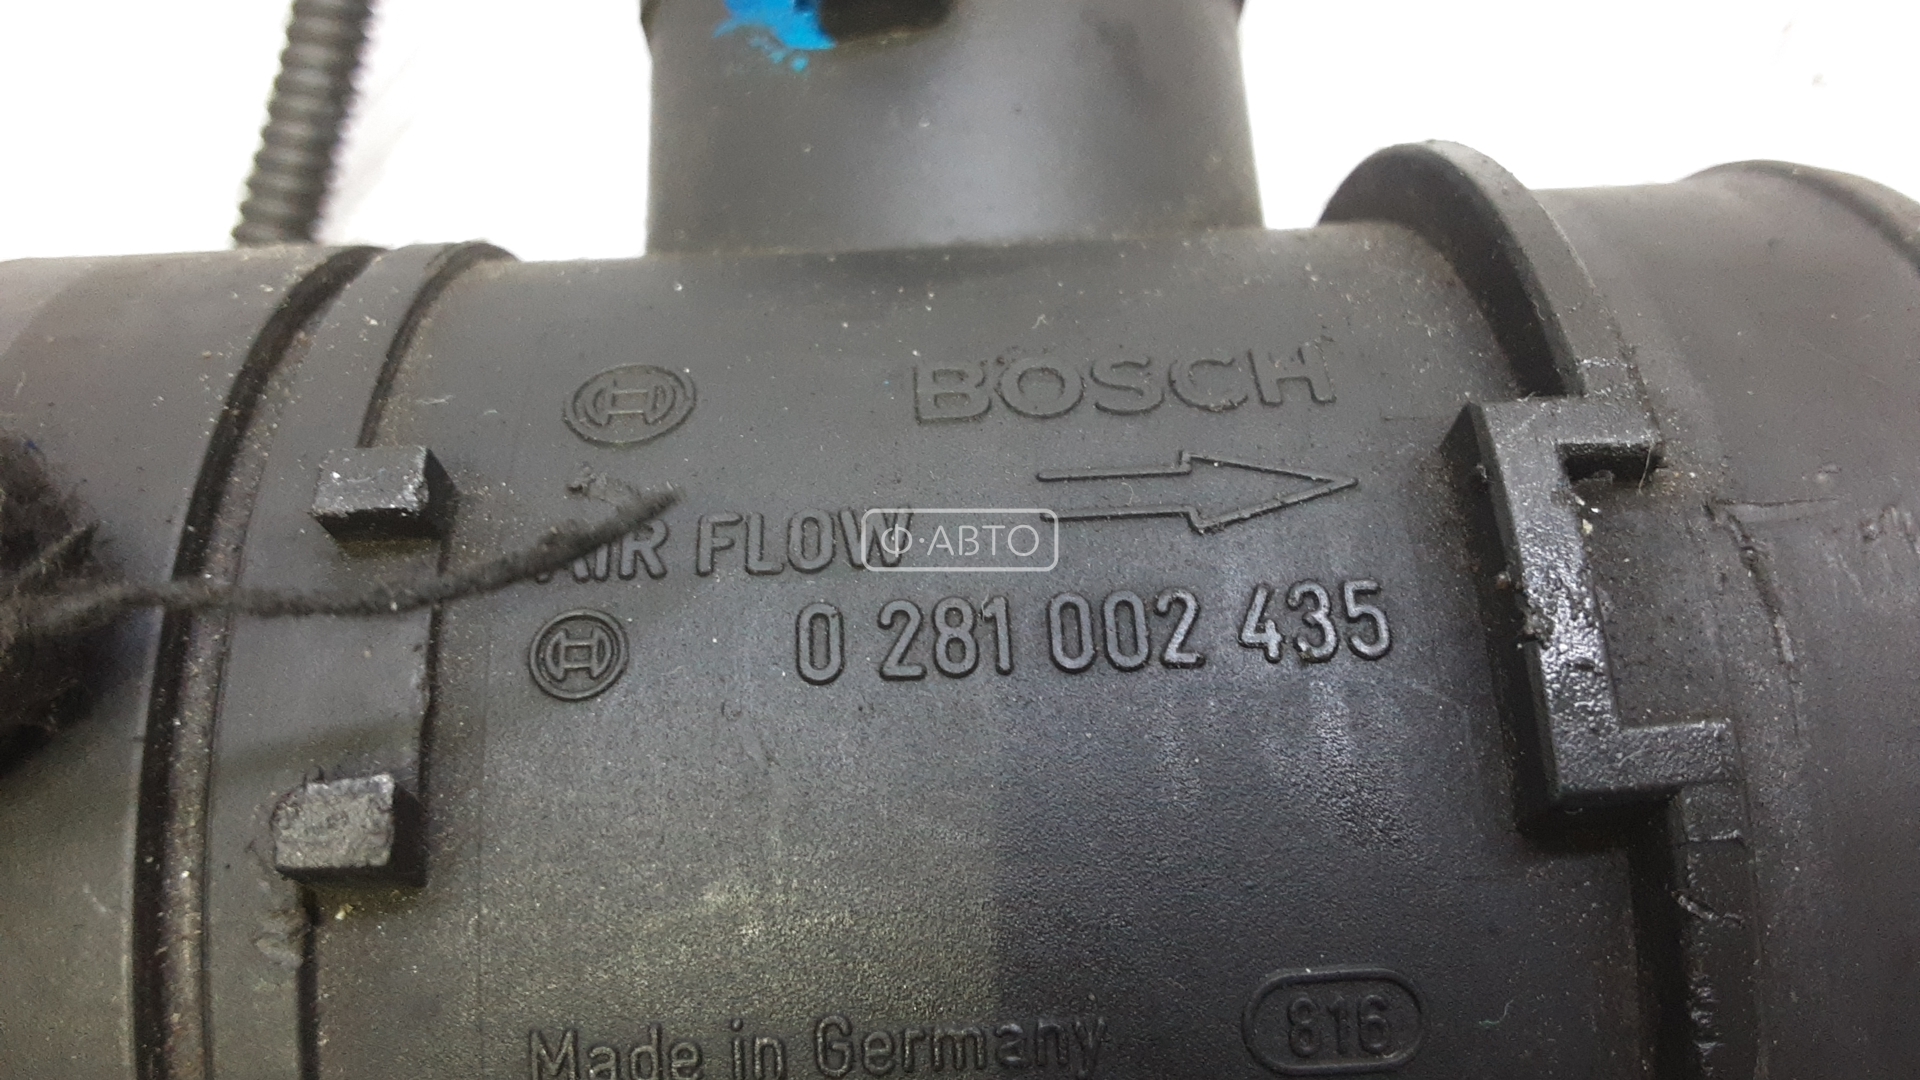 BOSCH
AIR FLOW
Ф·АВТО
0 281 002 435
Made in Germany
816